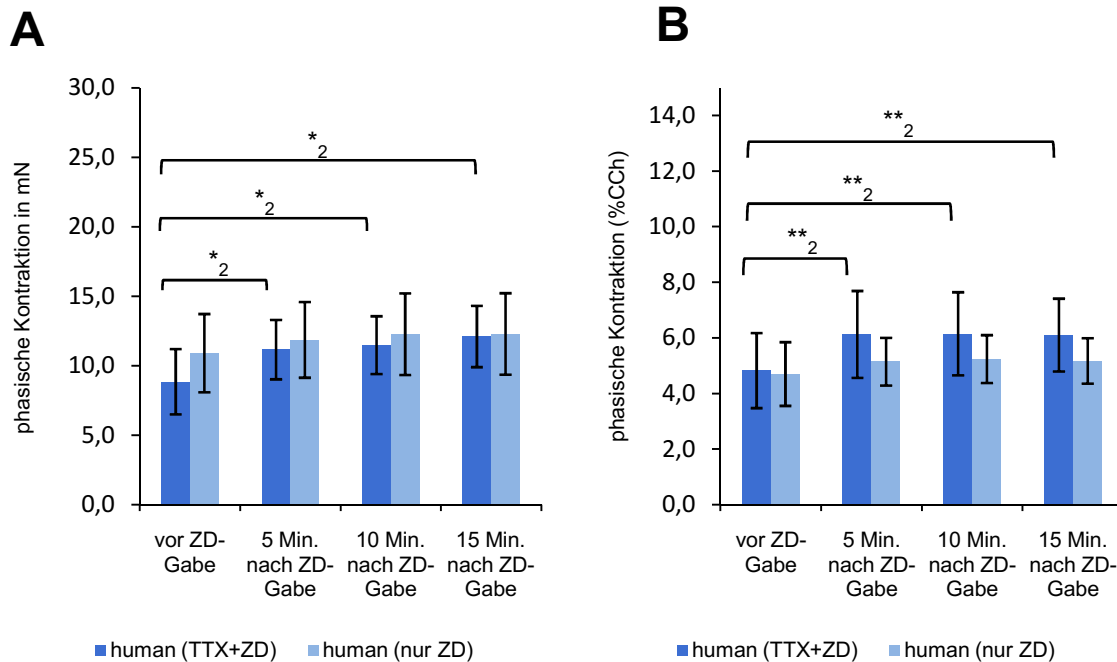 A
phasische Kontraktion in mN
30,0
25,0
20,0
15,0
10,0
5,0
0,0
*2
*2
*2
vor ZD-
Gabe
5 Min.
nach ZD-
Gabe
10 Min.
nach ZD-
Gabe
15 Min.
nach ZD-
Gabe
human (TTX+ZD)
human (nur ZD)
B
phasische Kontraktion (%CCh)
14,0
12,0
10,0
8,0
6,0
4,0
2,0
0,0
**2
**2
**2
vor ZD-
Gabe
5 Min.
nach ZD-
Gabe
10 Min.
nach ZD-
Gabe
15 Min.
nach ZD-
Gabe
human (TTX+ZD)
human (nur ZD)